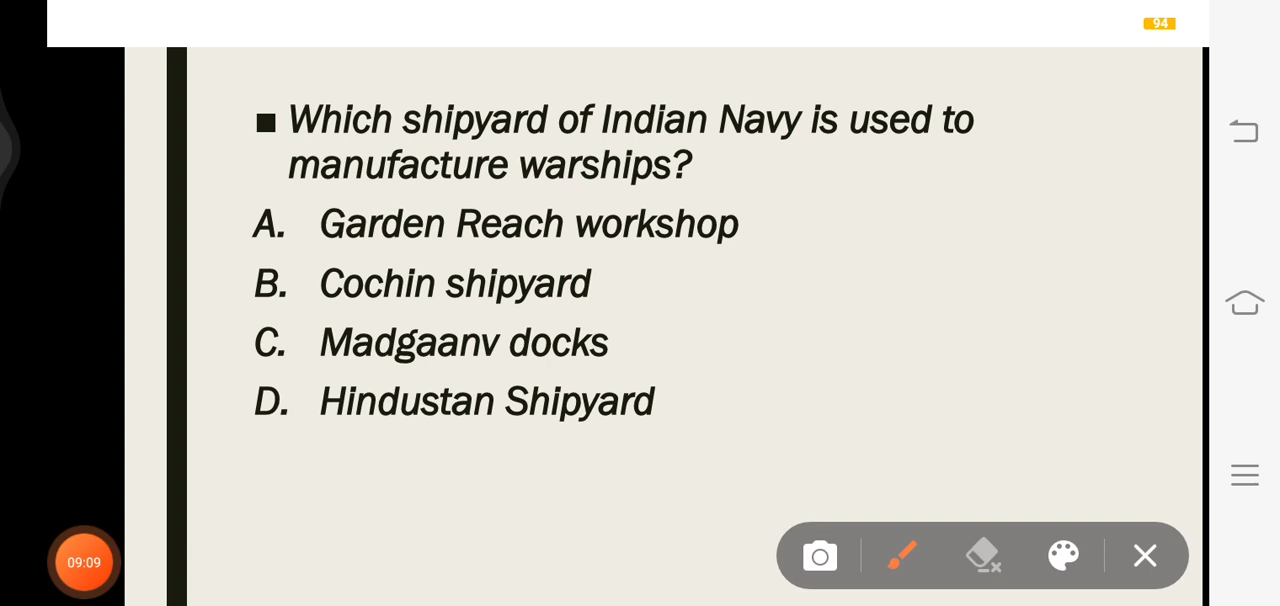 94
■ Which shipyard of Indian Navy is used to
manufacture warships?
A. Garden Reach workshop
B. Cochin shipyard
C. Madgaanv docks
D. Hindustan Shipyard
09:09